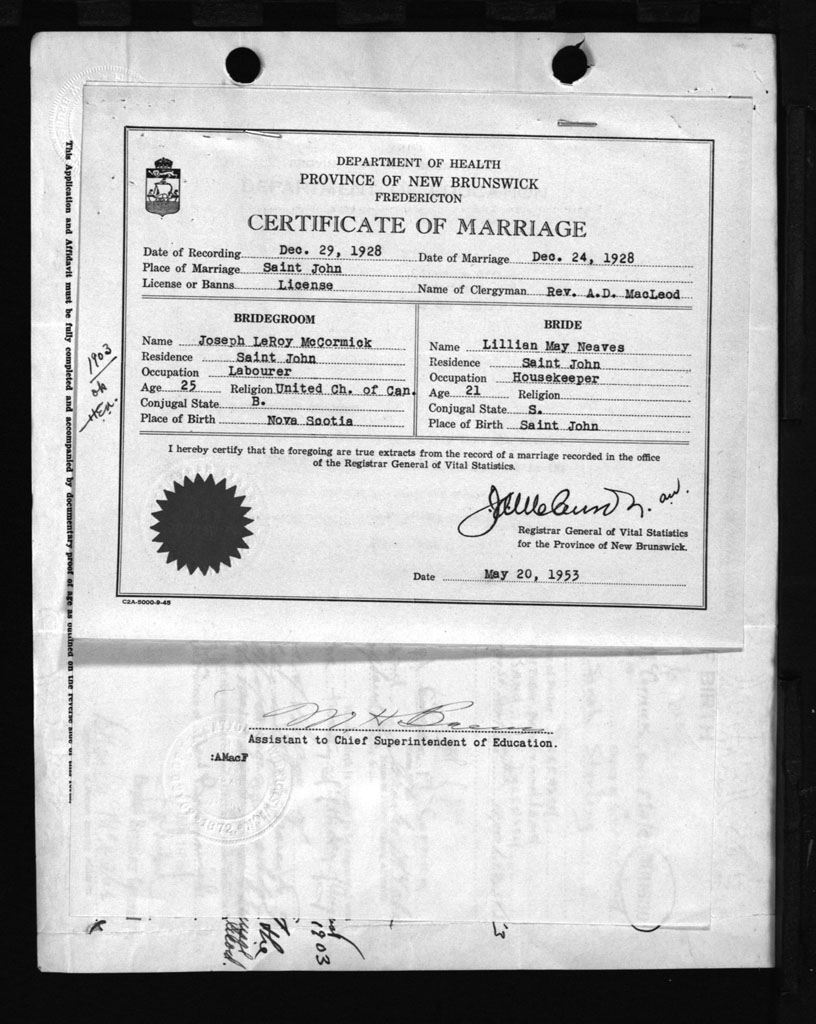 DEPARTMENT OF HEALTH
PROVINCE OF NEW BRUNSWICK
FREDERICTON
CERTIFICATE OF MARRIAGE
Date of Recording Dec. 29, 1928 Date of Marriage Dec. 24, 1928
Place of Marriage Saint John
License or Banns License Name of Clergyman Rev. A.D. MacLeod
BRIDEGROOM
Name Joseph LeRoy McCormick
Residence Saint John
Occupation Labourer
Age 25 Religion United Ch. of Can.
Conjugal State B.
Place of Birth Nova Scotia
BRIDE
Name Lillian May Neaves
Residence Saint John
Occupation Housekeeper
Age 21 Religion
Conjugal State S.
Place of Birth Saint John
I hereby certify that the foregoing are true extracts from the record of a marriage recorded in the office
of the Registrar General of Vital Statistics.
Registrar General of Vital Statistics
for the Province of New Brunswick.
Date May 20, 1953
C2A-5000-9-45
This Application and Affidavit must be fully completed and accompanied by documentary proof of age as outlined on the reverse side of
1903
ok
Assistant to Chief Superintendent of Education.
:AMacF
1903
the